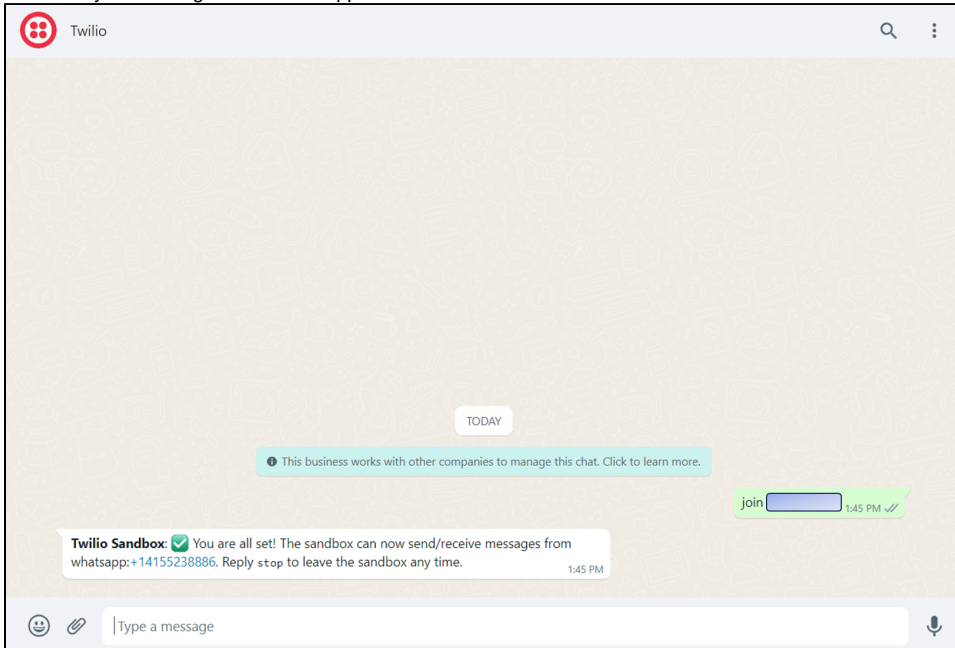 Twilio
TODAY
This business works with other companies to manage this chat. Click to learn more.
join
1:45 PM
Twilio Sandbox: ✅ You are all set! The sandbox can now send/receive messages from
whatsapp:+14155238886. Reply stop to leave the sandbox any time.
1:45 PM
Type a message